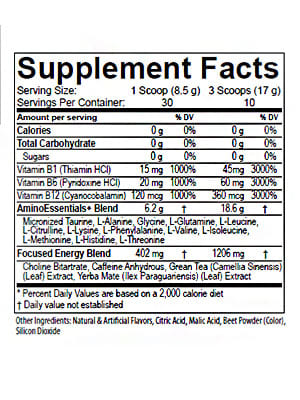 Supplement Facts
Serving Size: 1 Scoop (8.5 g) 3 Scoops (17 g)
Servings Per Container: 30 10
Amount per serving % DV % DV
Calories 0 g 0% 0 g 0%
Total Carbohydrate 0 g 0% 0 g 0%
Sugars 0 g 0% 0 g 0%
Vitamin B1 (Thiamin HCl) 15 mg 1000% 45mg 3000%
Vitamin B6 (Pyridoxine HCl) 20 mg 1000% 60 mg 3000%
Vitamin B12 (Cyanocobalamin) 120 mcg 1000% 360 mcg 3000%
AminoEssentials+ Blend 6.2 g † 18.6 g †
Micronized Taurine, L-Alanine, Glycine, L-Glutamine, L-Leucine,
L-Citrulline, L-Lysine, L-Phenylalanine, L-Valine, L-Isoleucine,
L-Methionine, L-Histidine, L-Threonine
Focused Energy Blend 402 mg † 1206 mg †
Choline Bitartrate, Caffeine Anhydrous, Green Tea (Camellia Sinensis)
(Leaf) Extract, Yerba Mate (Ilex Paraguariensis) (Leaf) Extract
* Percent Daily Values are based on a 2,000 calorie diet
† Daily value not established
Other Ingredients: Natural & Artificial Flavors, Citric Acid, Malic Acid, Beet Powder (Color),
Silicon Dioxide